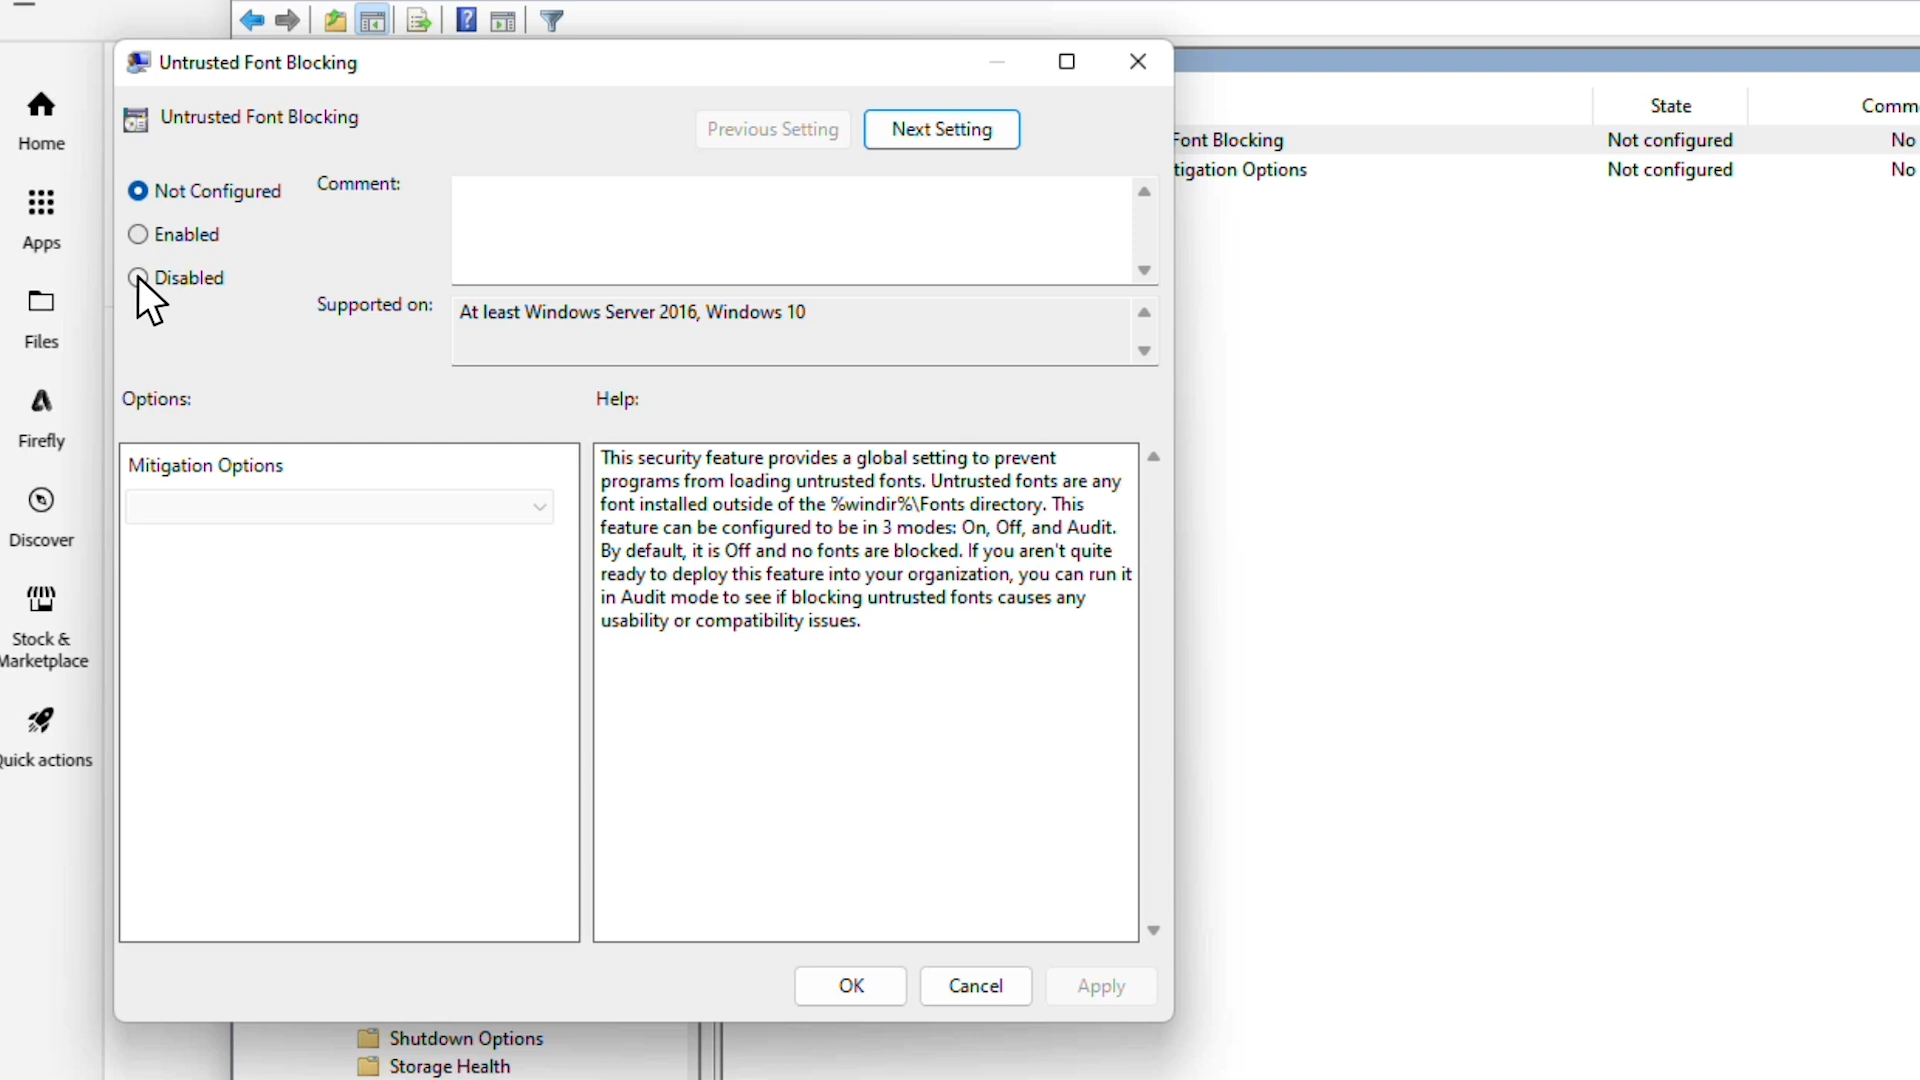 Untrusted Font Blocking
Untrusted Font Blocking
Previous Setting
Next Setting
Not Configured
Enabled
Disabled
Comment:
Supported on:
At least Windows Server 2016, Windows 10
Options:
Help:
Mitigation Options
This security feature provides a global setting to prevent
programs from loading untrusted fonts. Untrusted fonts are any
font installed outside of the %windir%\Fonts directory. This
feature can be configured to be in 3 modes: On, Off, and Audit.
By default, it is Off and no fonts are blocked. If you aren't quite
ready to deploy this feature into your organization, you can run it
in Audit mode to see if blocking untrusted fonts causes any
usability or compatibility issues.
OK
Cancel
Apply
Home
Apps
Files
Firefly
Discover
Stock &
Marketplace
Quick actions
State
Comm
Font Blocking
Not configured
No
tigation Options
Not configured
No
Shutdown Options
Storage Health